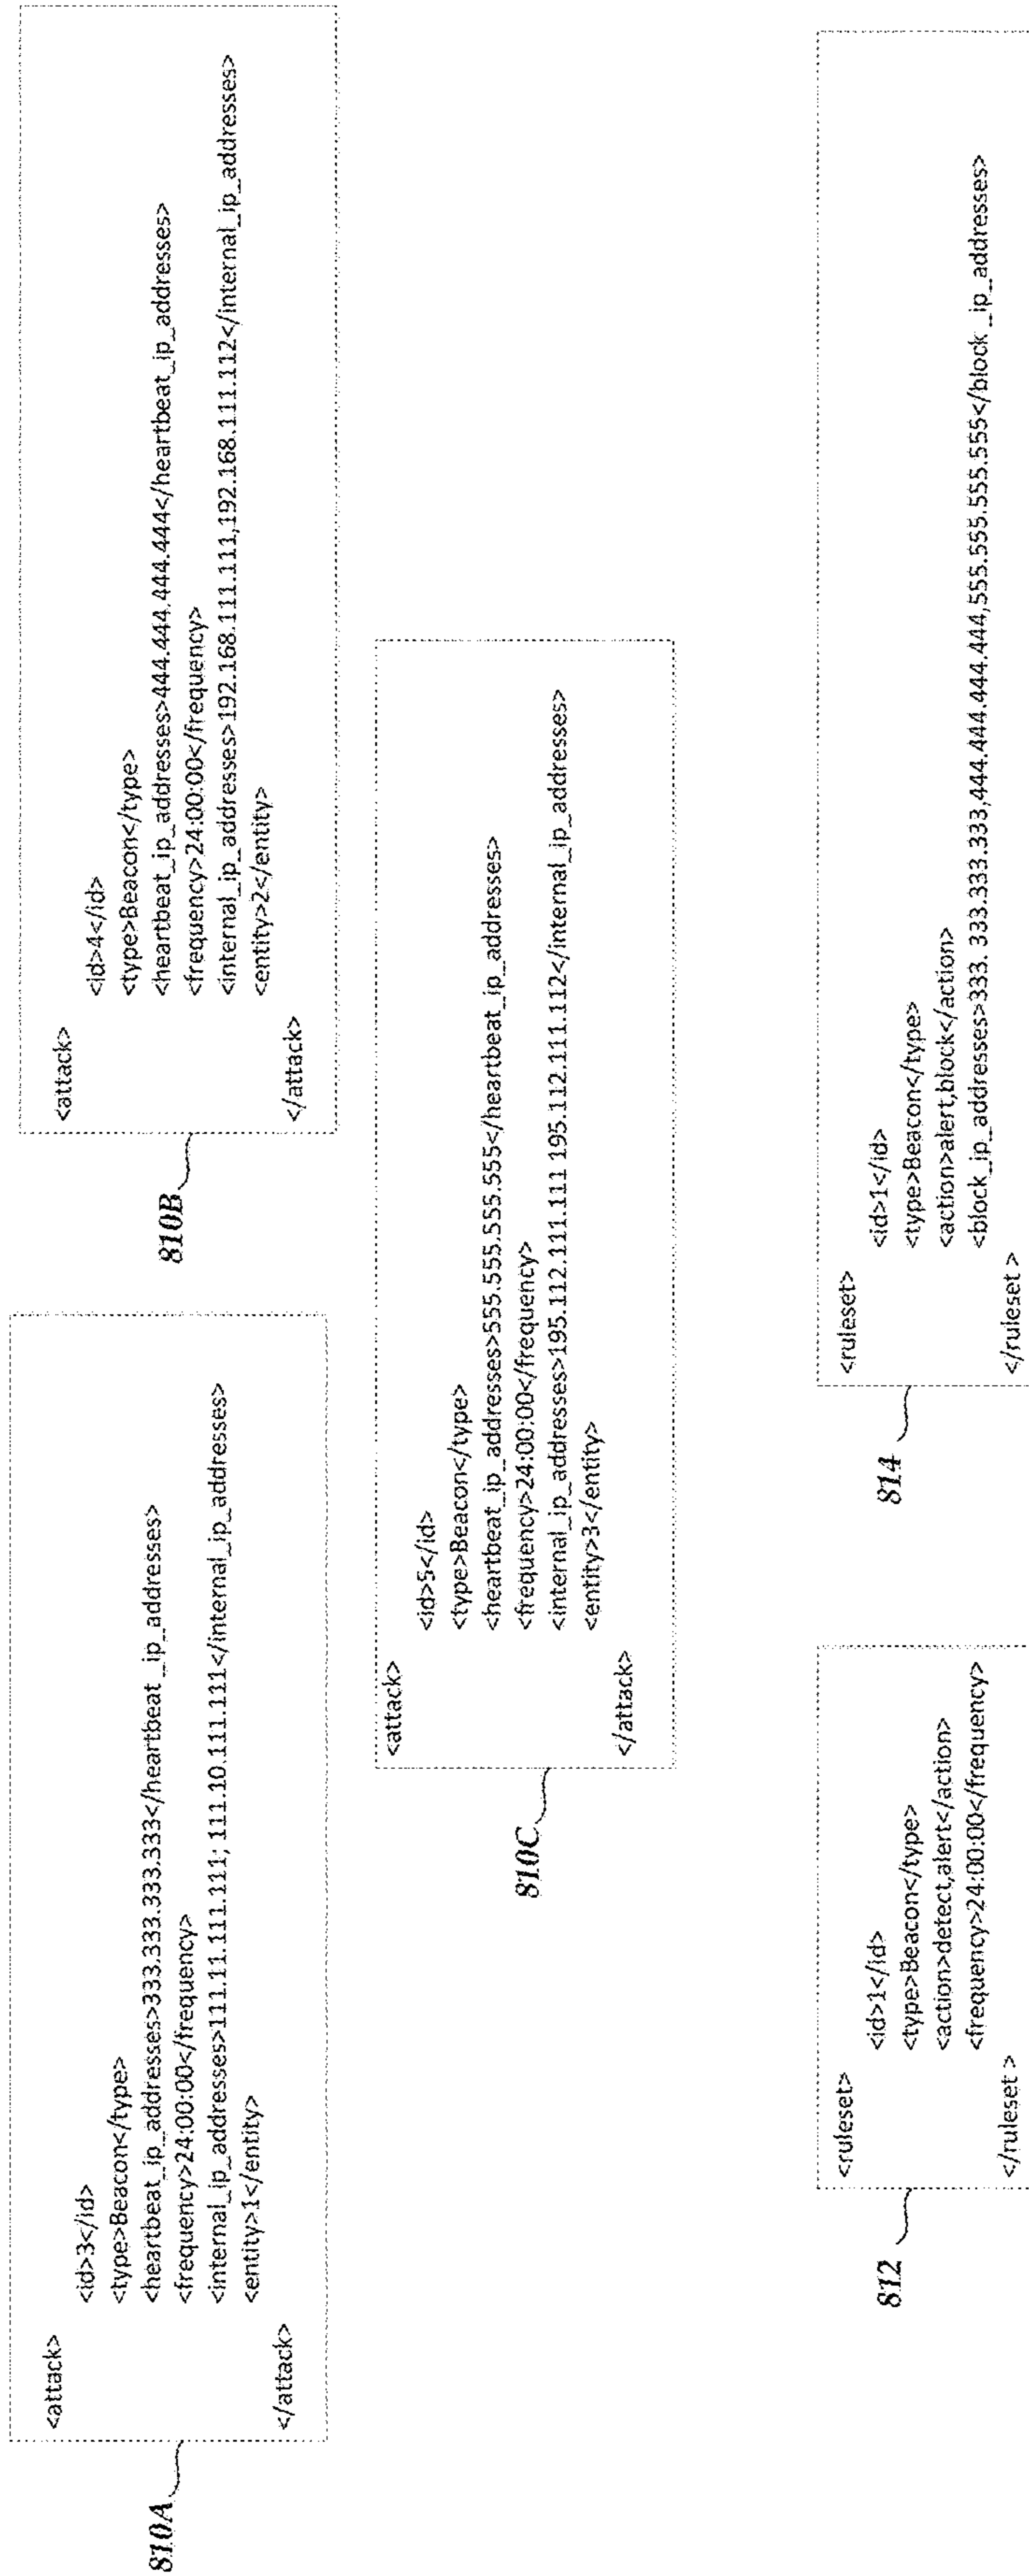 <attack>
<id>3</id>
<type>Beacon</type>
<heartbeat_ip_addresses>333.333.333.333</heartbeat _ip_addresses>
<frequency>24:00:00</frequency>
<internal_ip_addresses>111.11.111.111; 111.10.111.111</internal_ip_addresses>
<entity>1</entity>
</attack>
810A
<attack>
<id>4</id>
<type>Beacon</type>
<heartbeat_ip_addresses>444.444.444</heartbeat_ip_addresses>
<frequency>24:00:00</frequency>
<internal_ip_addresses>192.168.111.111,192.168.111.112</internal_ip_addresses>
<entity>2</entity>
</attack>
810B
<attack>
<id>5</id>
<type>Beacon</type>
<heartbeat_ip_addresses>555.555.555.555</heartbeat_ip_addresses>
<frequency>24:00:00</frequency>
<internal_ip_addresses>195.112.111.111 195.112.111.112</internal_ip_addresses>
<entity>3</entity>
</attack>
810C
<ruleset>
<id>1</id>
<type>Beacon</type>
<action>detect,alert</action>
<frequency>24:00:00</frequency>
</ruleset >
812
<ruleset>
<id>1</id>
<type>Beacon</type>
<action>alert,block</action>
<block_ip_addresses>333. 333.333.333,444.444.444.444,555.555.555.555</block _ip_addresses>
</ruleset >
814